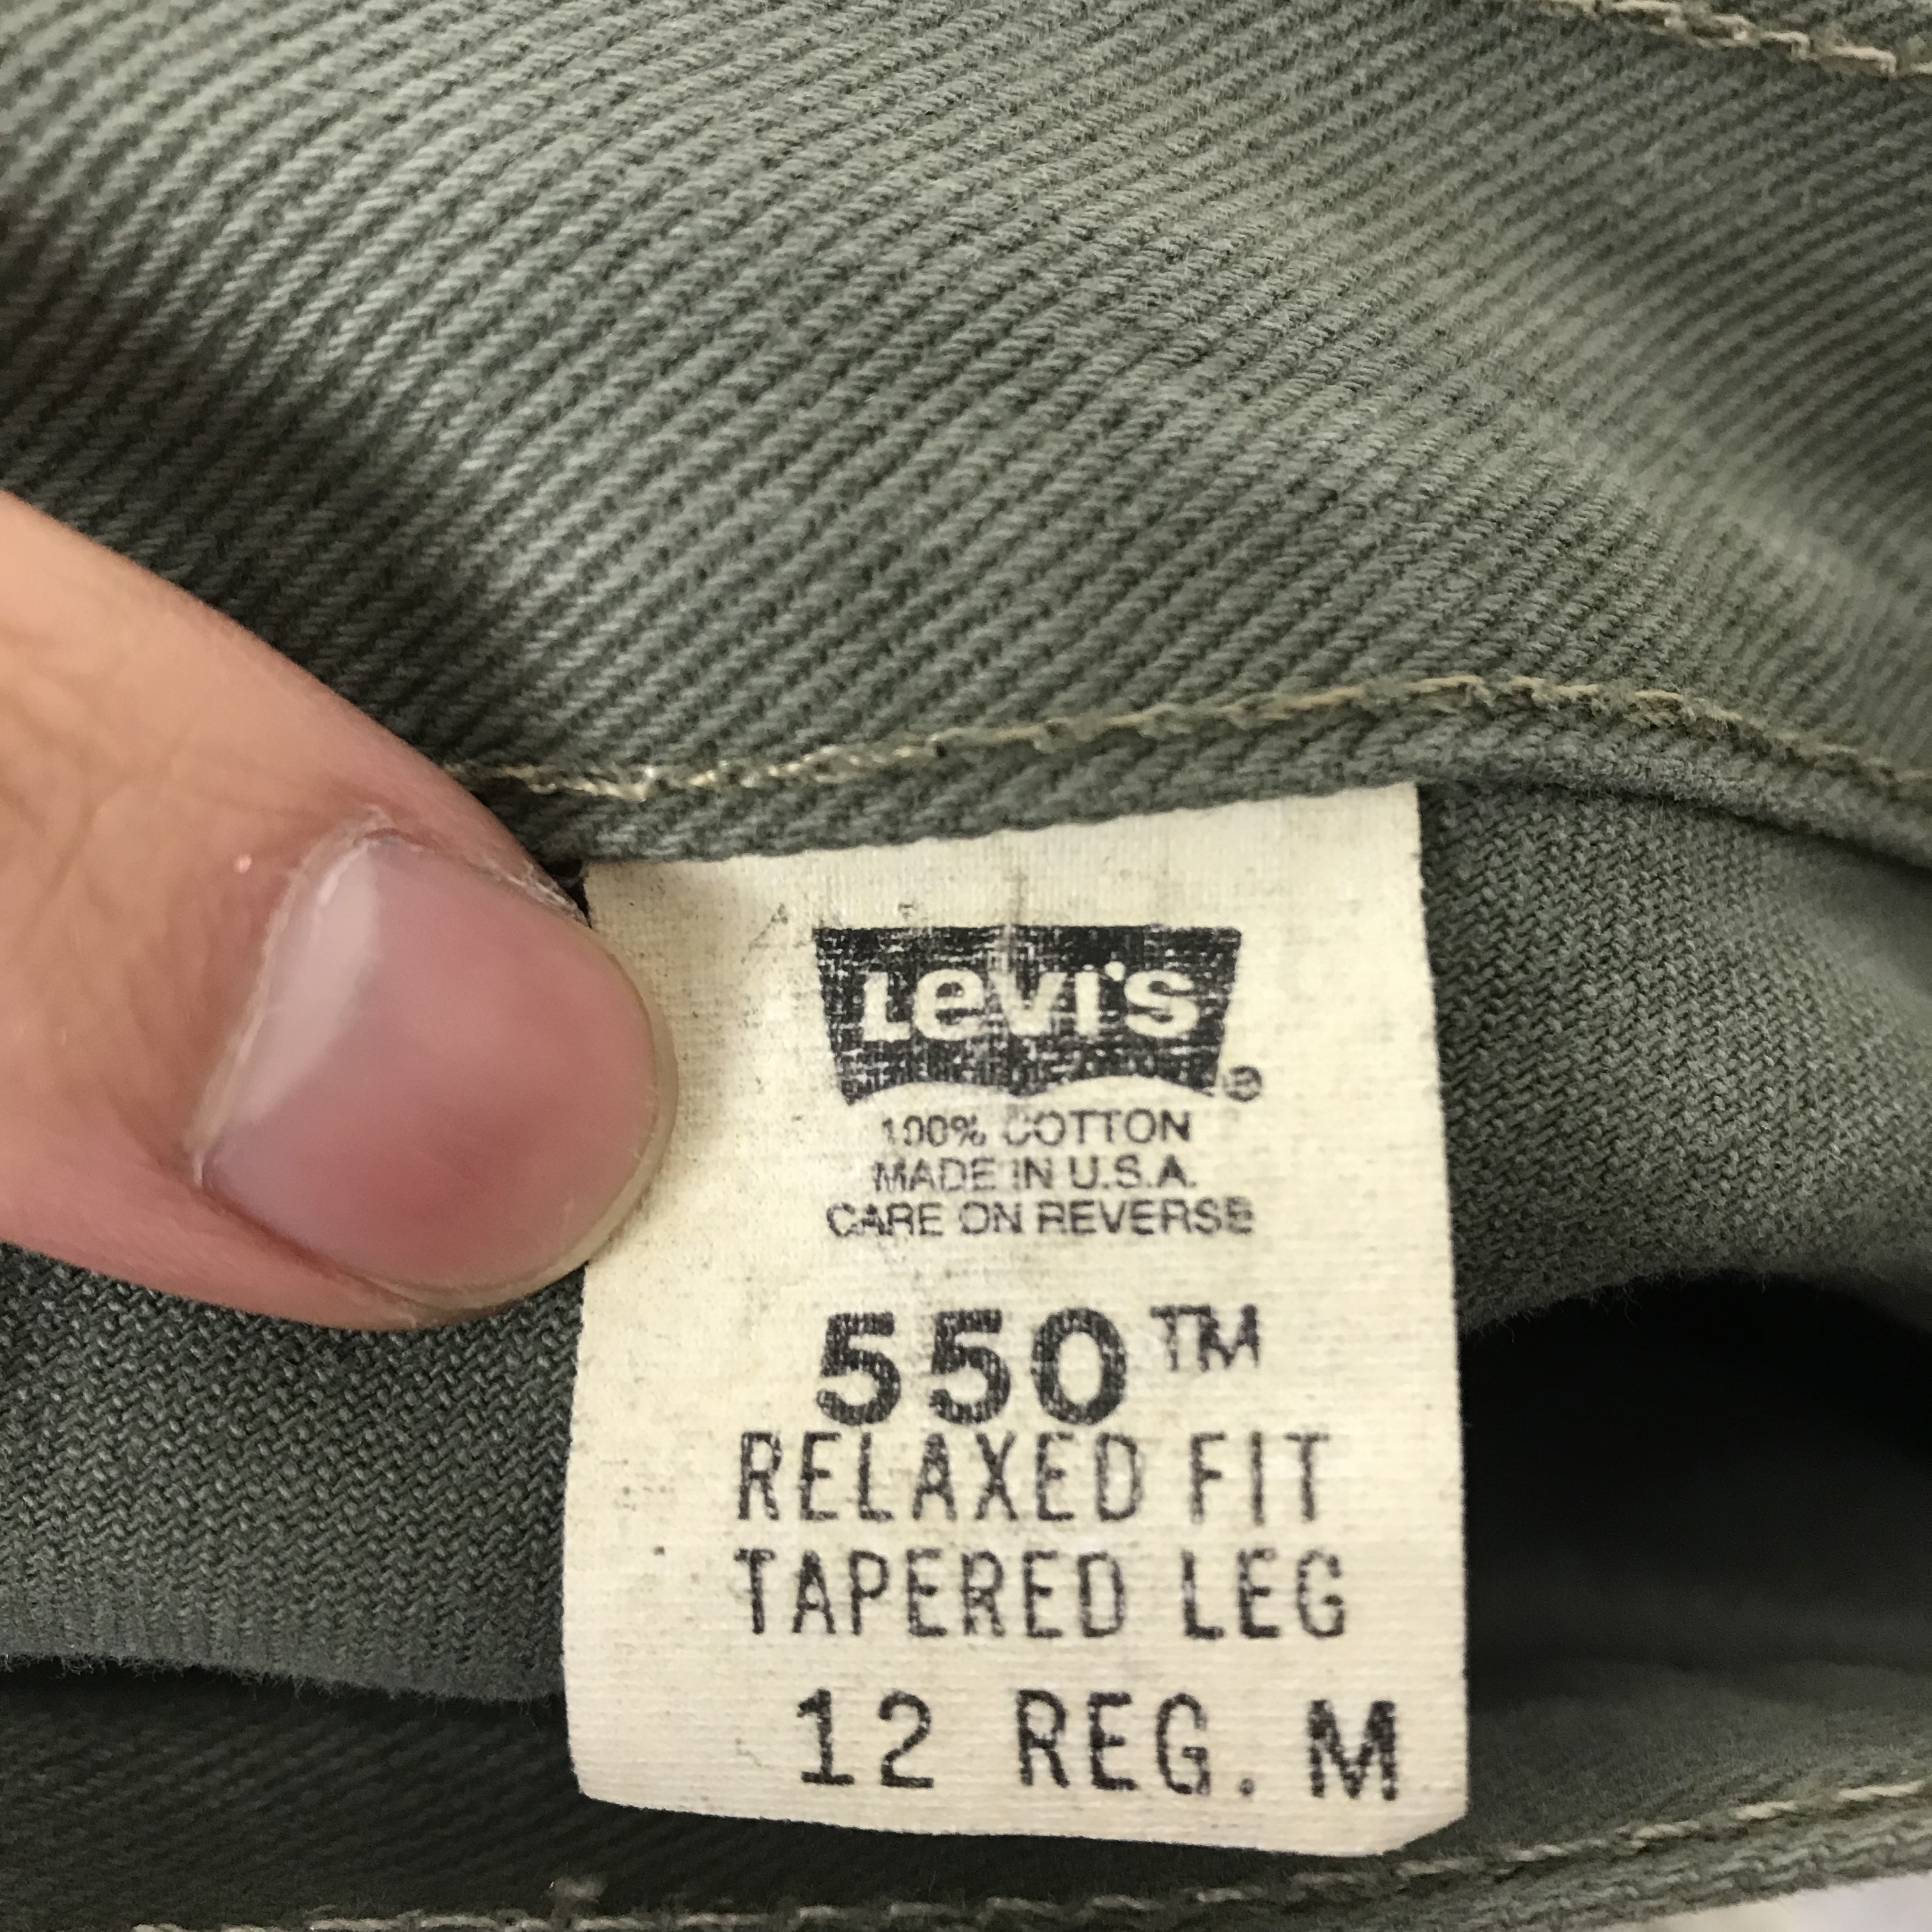 Levi's®
100% COTTON
MADE IN U.S.A.
CARE ON REVERSE
550™
RELAXED FIT
TAPERED LEG
12 REG. M